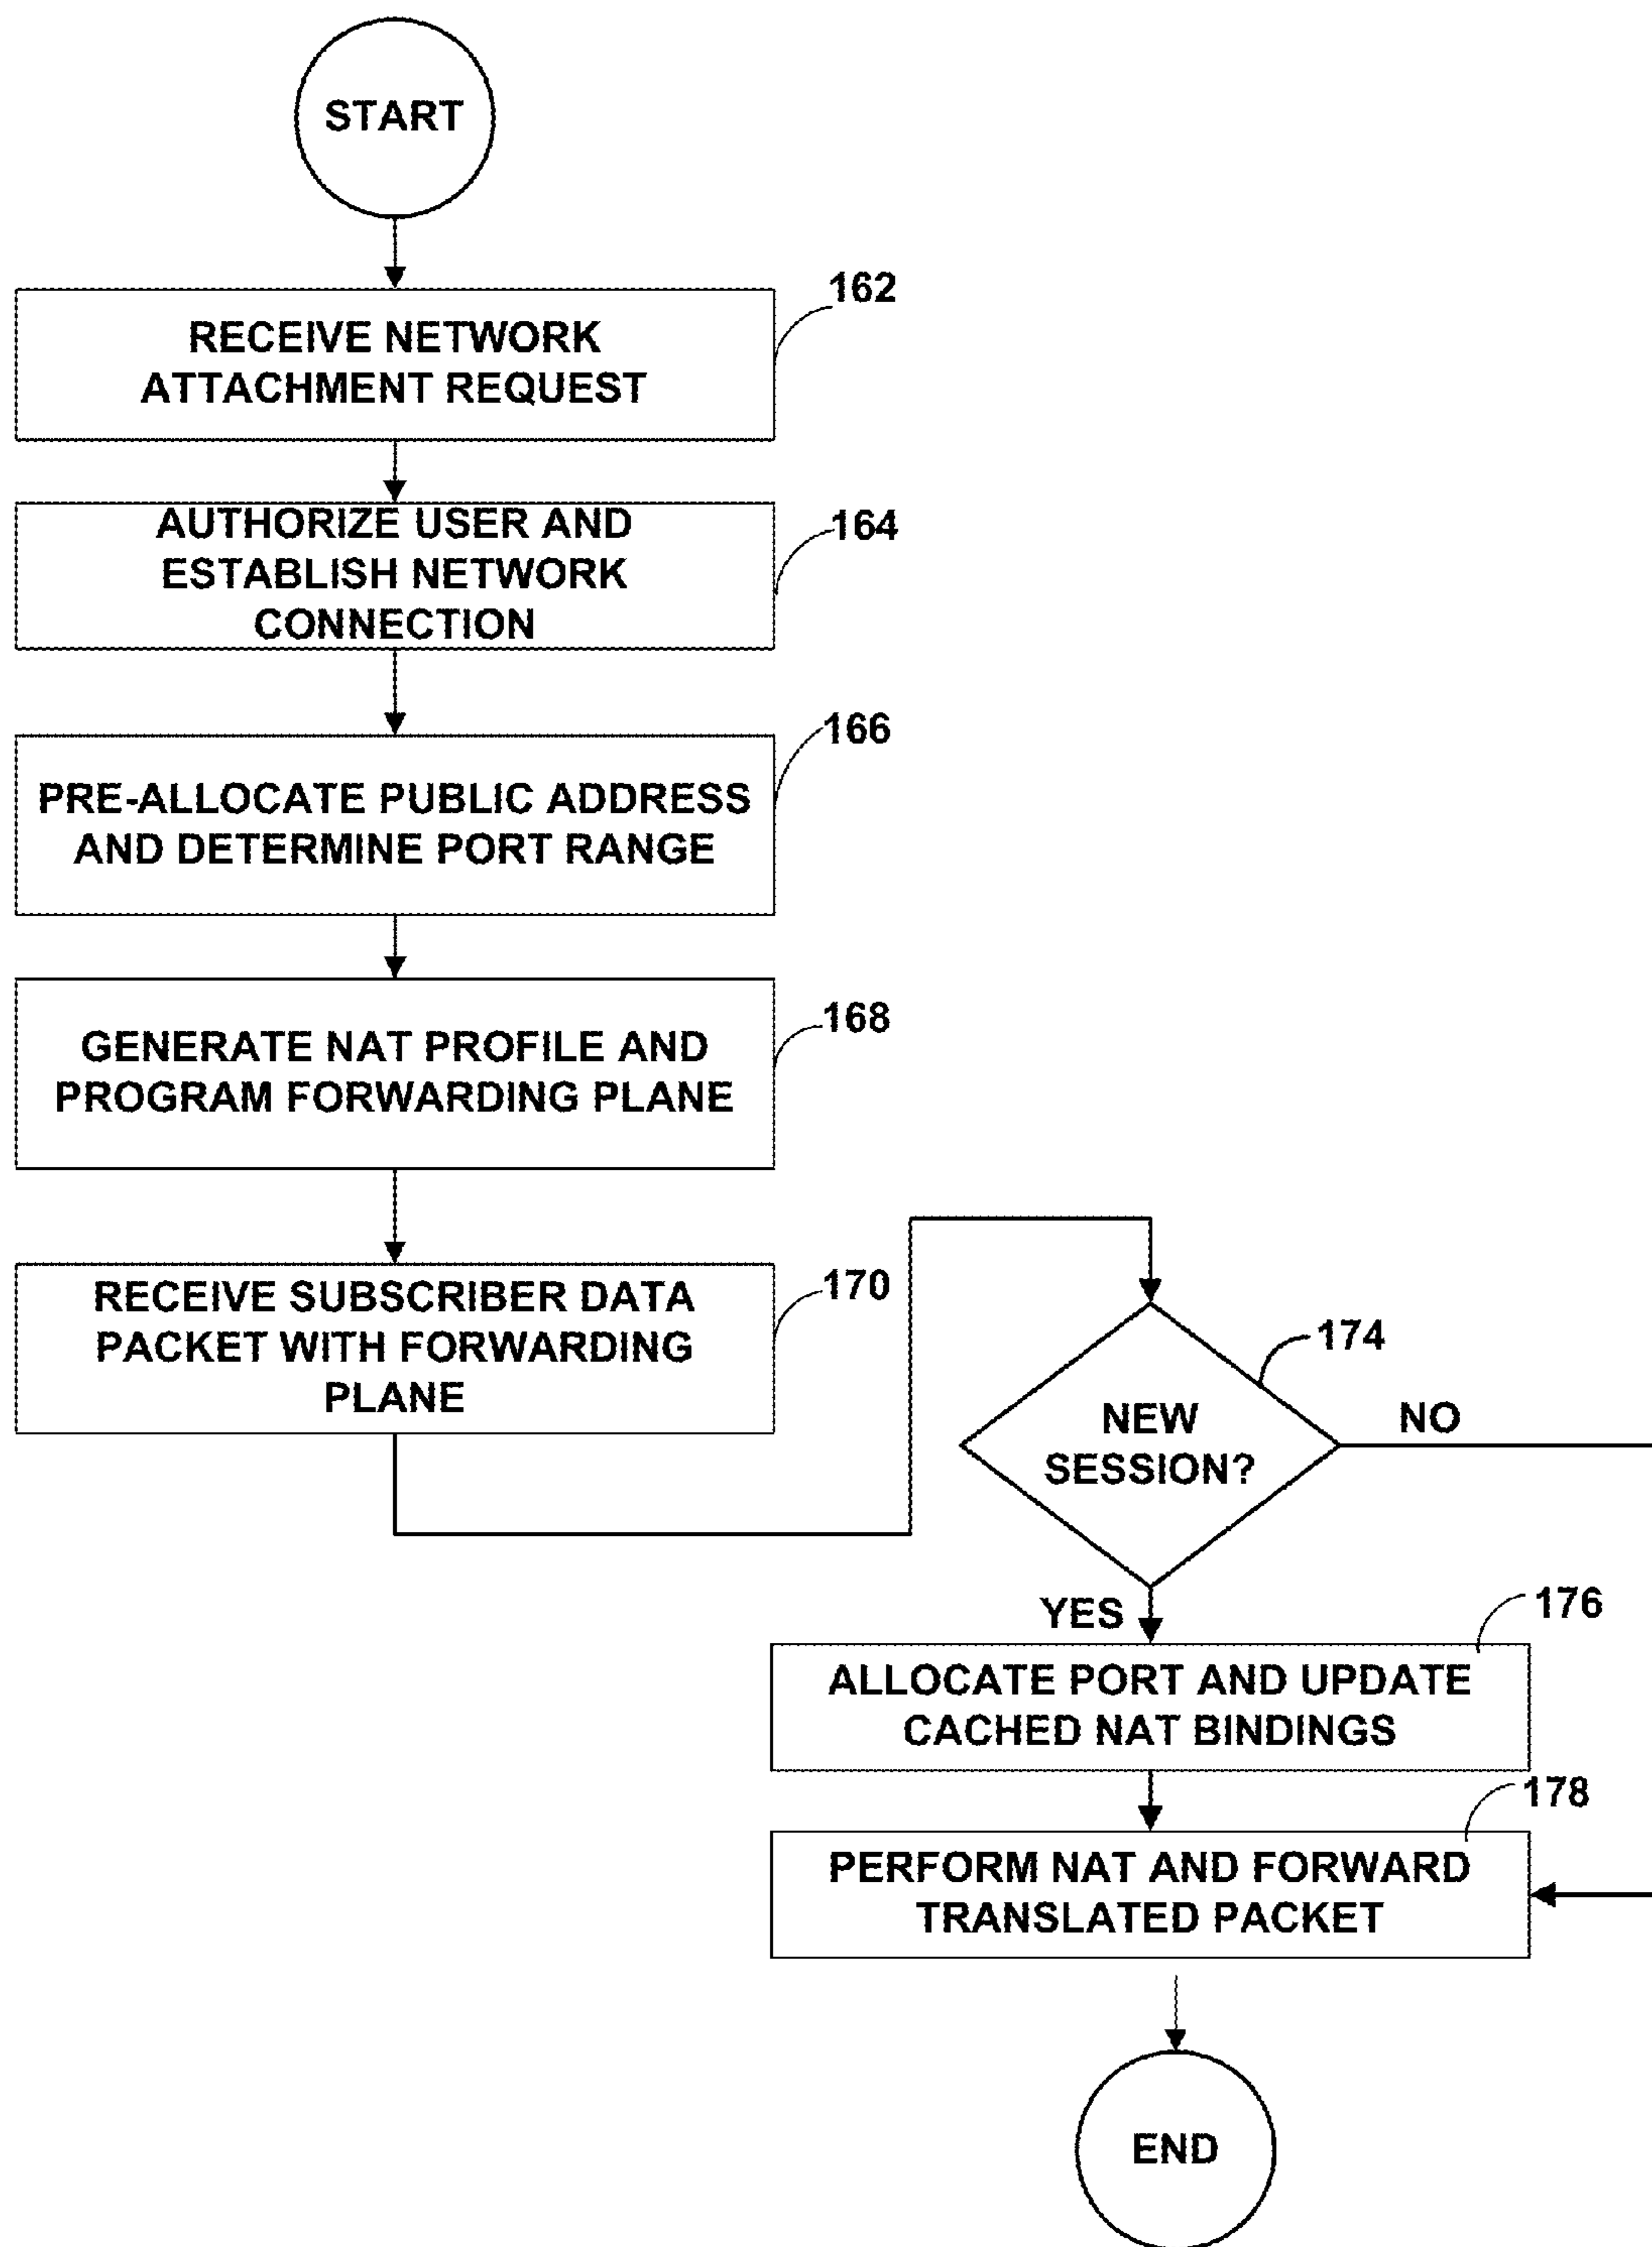 START
162
RECEIVE NETWORK
ATTACHMENT REQUEST
164
AUTHORIZE USER AND
ESTABLISH NETWORK
CONNECTION
166
PRE-ALLOCATE PUBLIC ADDRESS
AND DETERMINE PORT RANGE
168
GENERATE NAT PROFILE AND
PROGRAM FORWARDING PLANE
170
RECEIVE SUBSCRIBER DATA
PACKET WITH FORWARDING
PLANE
174
NEW
SESSION?
NO
YES
176
ALLOCATE PORT AND UPDATE
CACHED NAT BINDINGS
178
PERFORM NAT AND FORWARD
TRANSLATED PACKET
END